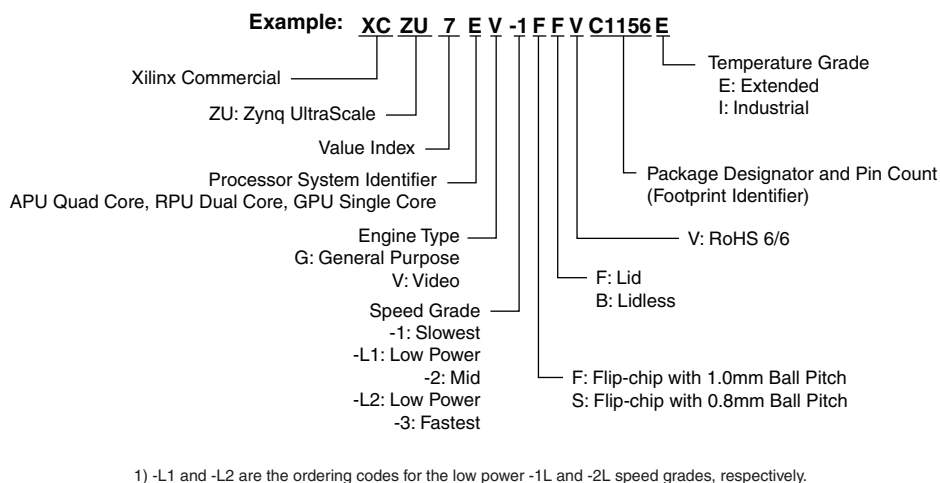 Example: XC ZU 7 E V -1 F F V C1156 E
Xilinx Commercial
ZU: Zynq UltraScale
Value Index
Processor System Identifier
APU Quad Core, RPU Dual Core, GPU Single Core
Engine Type
G: General Purpose
V: Video
Speed Grade
-1: Slowest
-L1: Low Power
-2: Mid
-L2: Low Power
-3: Fastest
Temperature Grade
E: Extended
I: Industrial
Package Designator and Pin Count
(Footprint Identifier)
V: RoHS 6/6
F: Lid
B: Lidless
F: Flip-chip with 1.0mm Ball Pitch
S: Flip-chip with 0.8mm Ball Pitch
1) -L1 and -L2 are the ordering codes for the low power -1L and -2L speed grades, respectively.